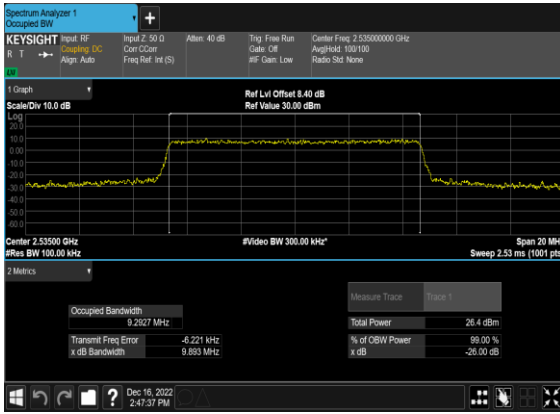 Spectrum Analyzer 1
Occupied BW
+
KEYSIGHT Input: RF Input Z: 50 Ω Atten: 40 dB Trig: Free Run Center Freq: 2.535000000 GHz
R T Coupling: DC Corr CCorr Gate: Off Avg|Hold: 100/100
Align: Auto Freq Ref: Int (S) #IF Gain: Low Radio Std: None
LXI
1 Graph
Ref Lvl Offset 8.40 dB
Scale/Div 10.0 dB Ref Value 30.00 dBm
Log
20.0
10.0
0.00
-10.0
-20.0
-30.0
-40.0
-50.0
-60.0
Center 2.53500 GHz #Video BW 300.00 kHz* Span 20 MH
#Res BW 100.00 kHz Sweep 2.53 ms (1001 pts
2 Metrics
Measure Trace Trace 1
Occupied Bandwidth
9.2927 MHz Total Power 26.4 dBm
Transmit Freq Error -6.221 kHz % of OBW Power 99.00 %
x dB Bandwidth 9.893 MHz x dB -26.00 dB
? Dec 16, 2022
2:47:37 PM